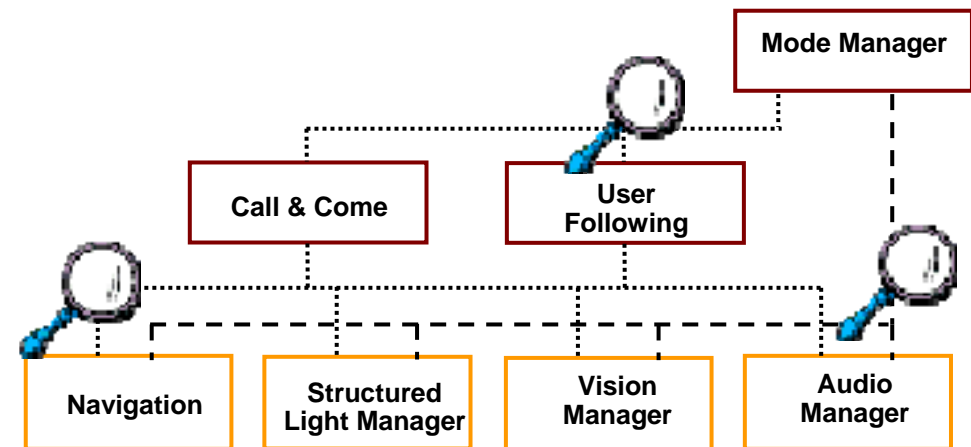 Mode Manager
Call & Come
User
Following
Navigation
Structured
Light Manager
Vision
Manager
Audio
Manager